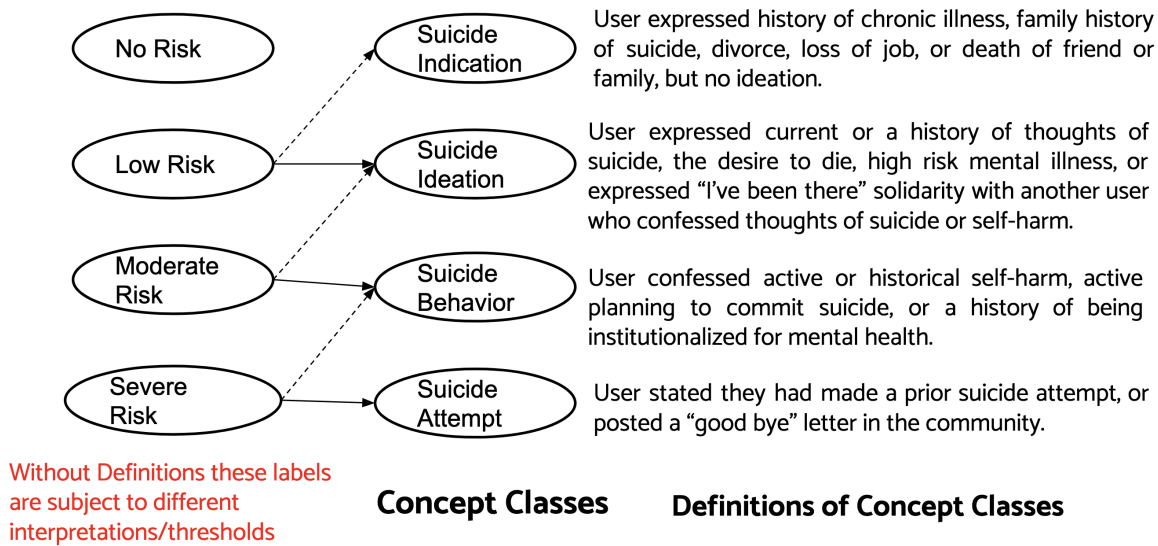 No Risk
Suicide
Indication
User expressed history of chronic illness, family history
of suicide, divorce, loss of job, or death of friend or
family, but no ideation.
Low Risk
Suicide
Ideation
User expressed current or a history of thoughts of
suicide, the desire to die, high risk mental illness, or
expressed “I’ve been there” solidarity with another user
who confessed thoughts of suicide or self-harm.
Moderate
Risk
Suicide
Behavior
User confessed active or historical self-harm, active
planning to commit suicide, or a history of being
institutionalized for mental health.
Severe
Risk
Suicide
Attempt
User stated they had made a prior suicide attempt, or
posted a “good bye” letter in the community.
Without Definitions these labels
are subject to different
interpretations/thresholds
Concept Classes
Definitions of Concept Classes